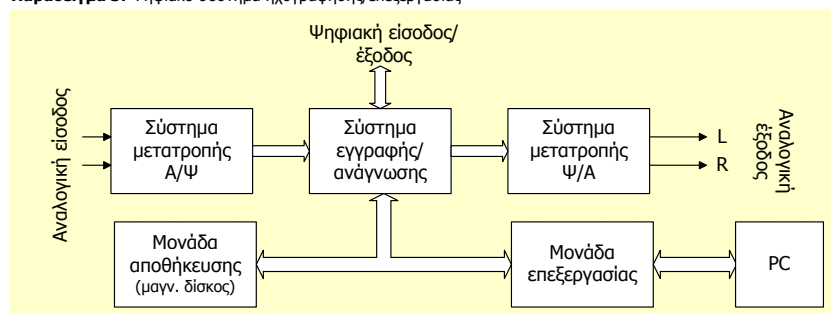 Ψηφιακή είσοδος/
έξοδος
Αναλογική είσοδος
Σύστημα
μετατροπής
Α/Ψ
Σύστημα
εγγραφής/
ανάγνωσης
Σύστημα
μετατροπής
Ψ/Α
L
R
Αναλογική
έξοδος
Μονάδα
αποθήκευσης
(μαγν. δίσκος)
Μονάδα
επεξεργασίας
PC